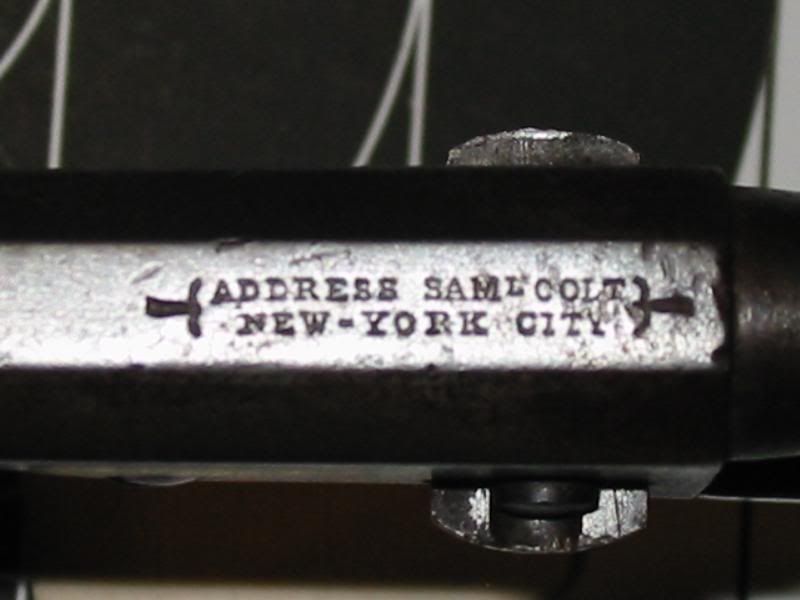 ADDRESS SAMᴸ COLT
NEW-YORK CITY